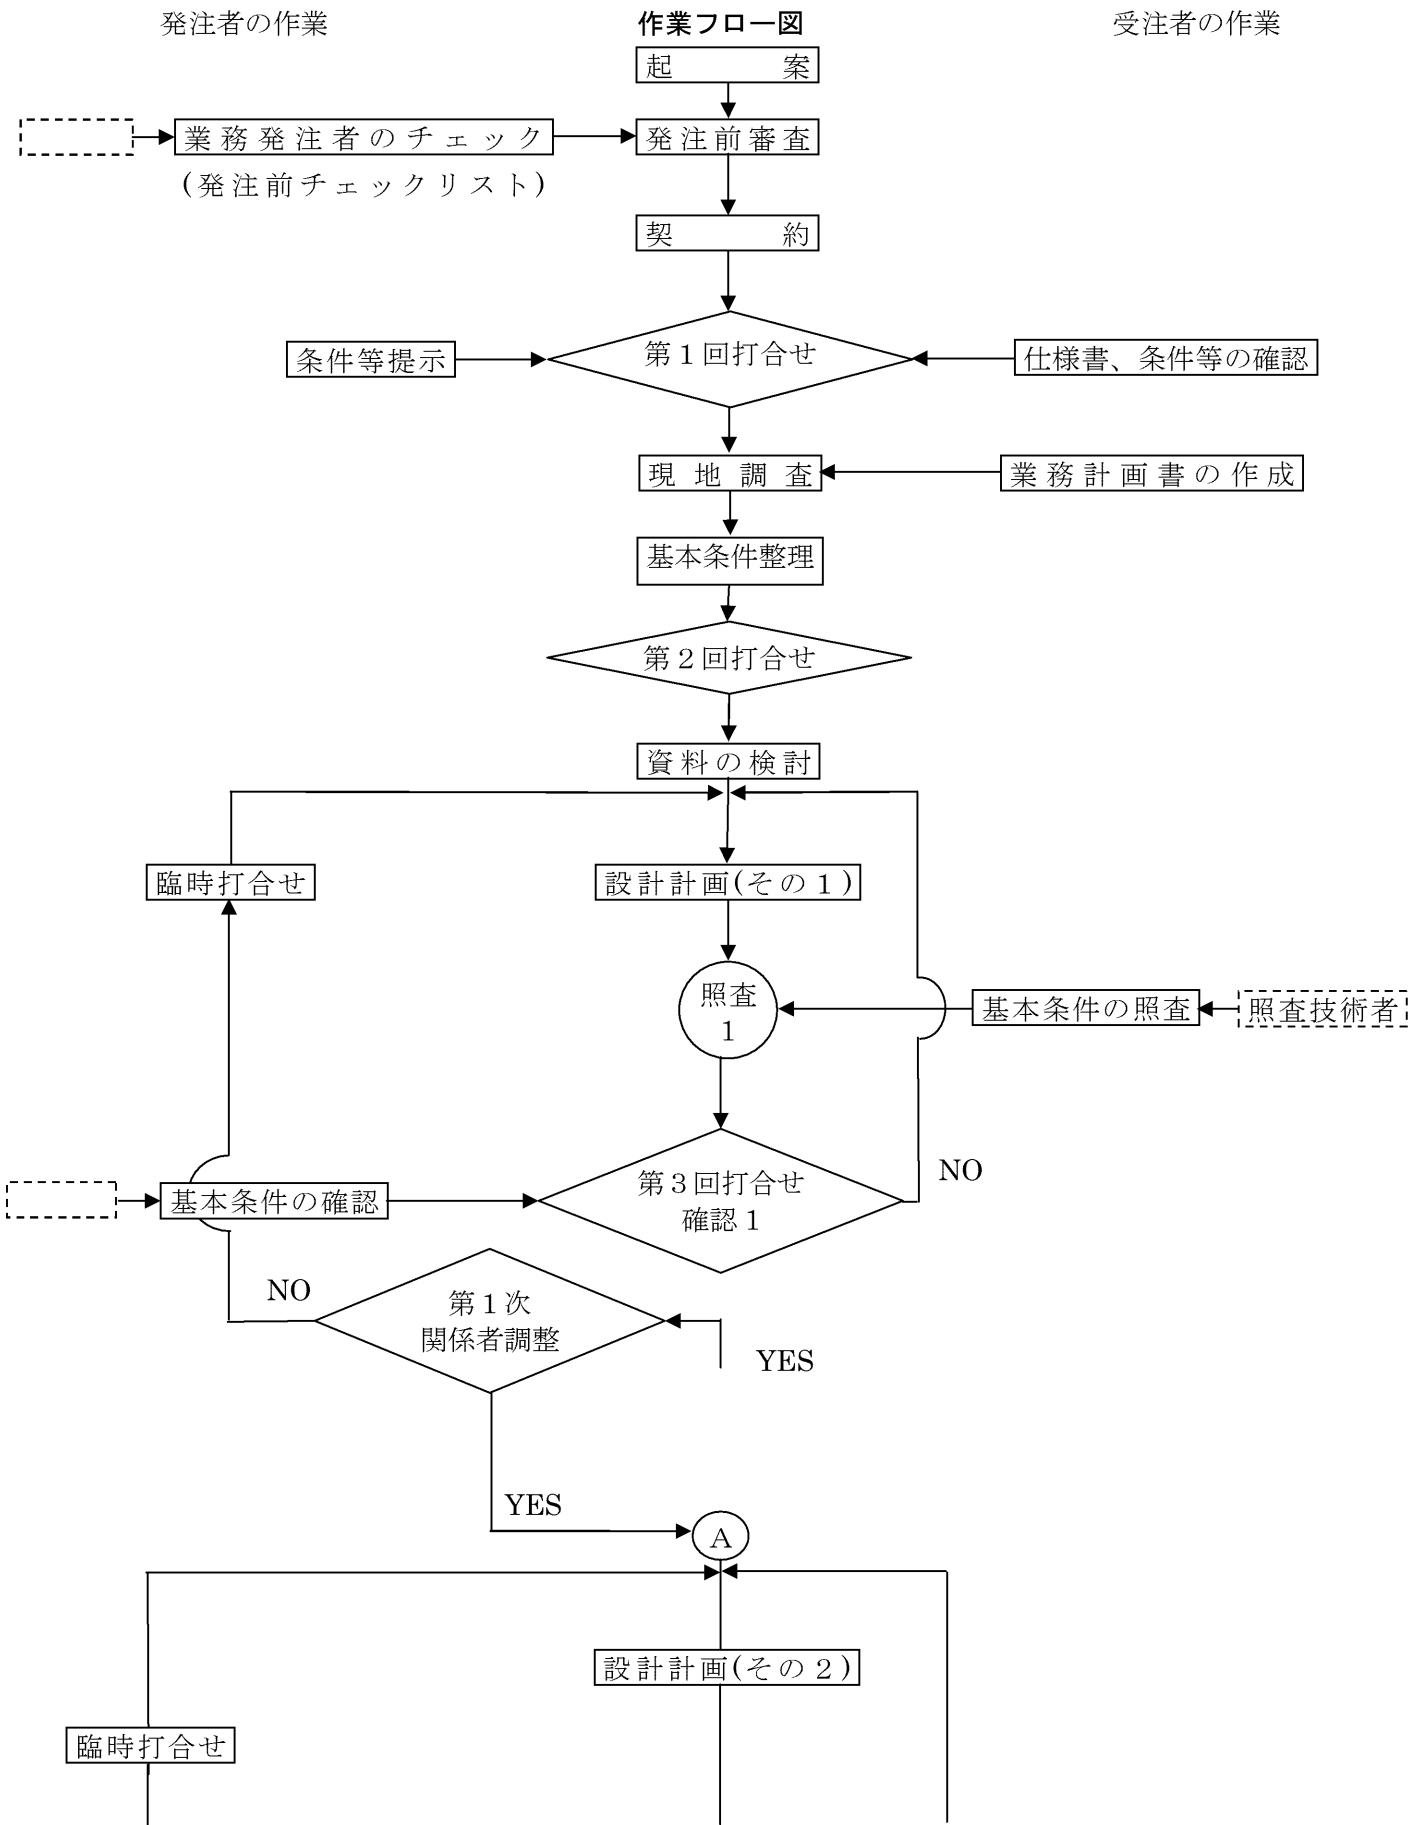 発注者の作業
作業フロー図
受注者の作業
起案
業務発注者のチェック
発注前審査
(発注前チェックリスト)
契約
条件等提示
第１回打合せ
仕様書、条件等の確認
現地調査
業務計画書の作成
基本条件整理
第２回打合せ
資料の検討
臨時打合せ
設計計画(その１)
照査
１
基本条件の照査
照査技術者
基本条件の確認
第３回打合せ
確認１
NO
NO
第１次
関係者調整
YES
YES
A
設計計画(その２)
臨時打合せ